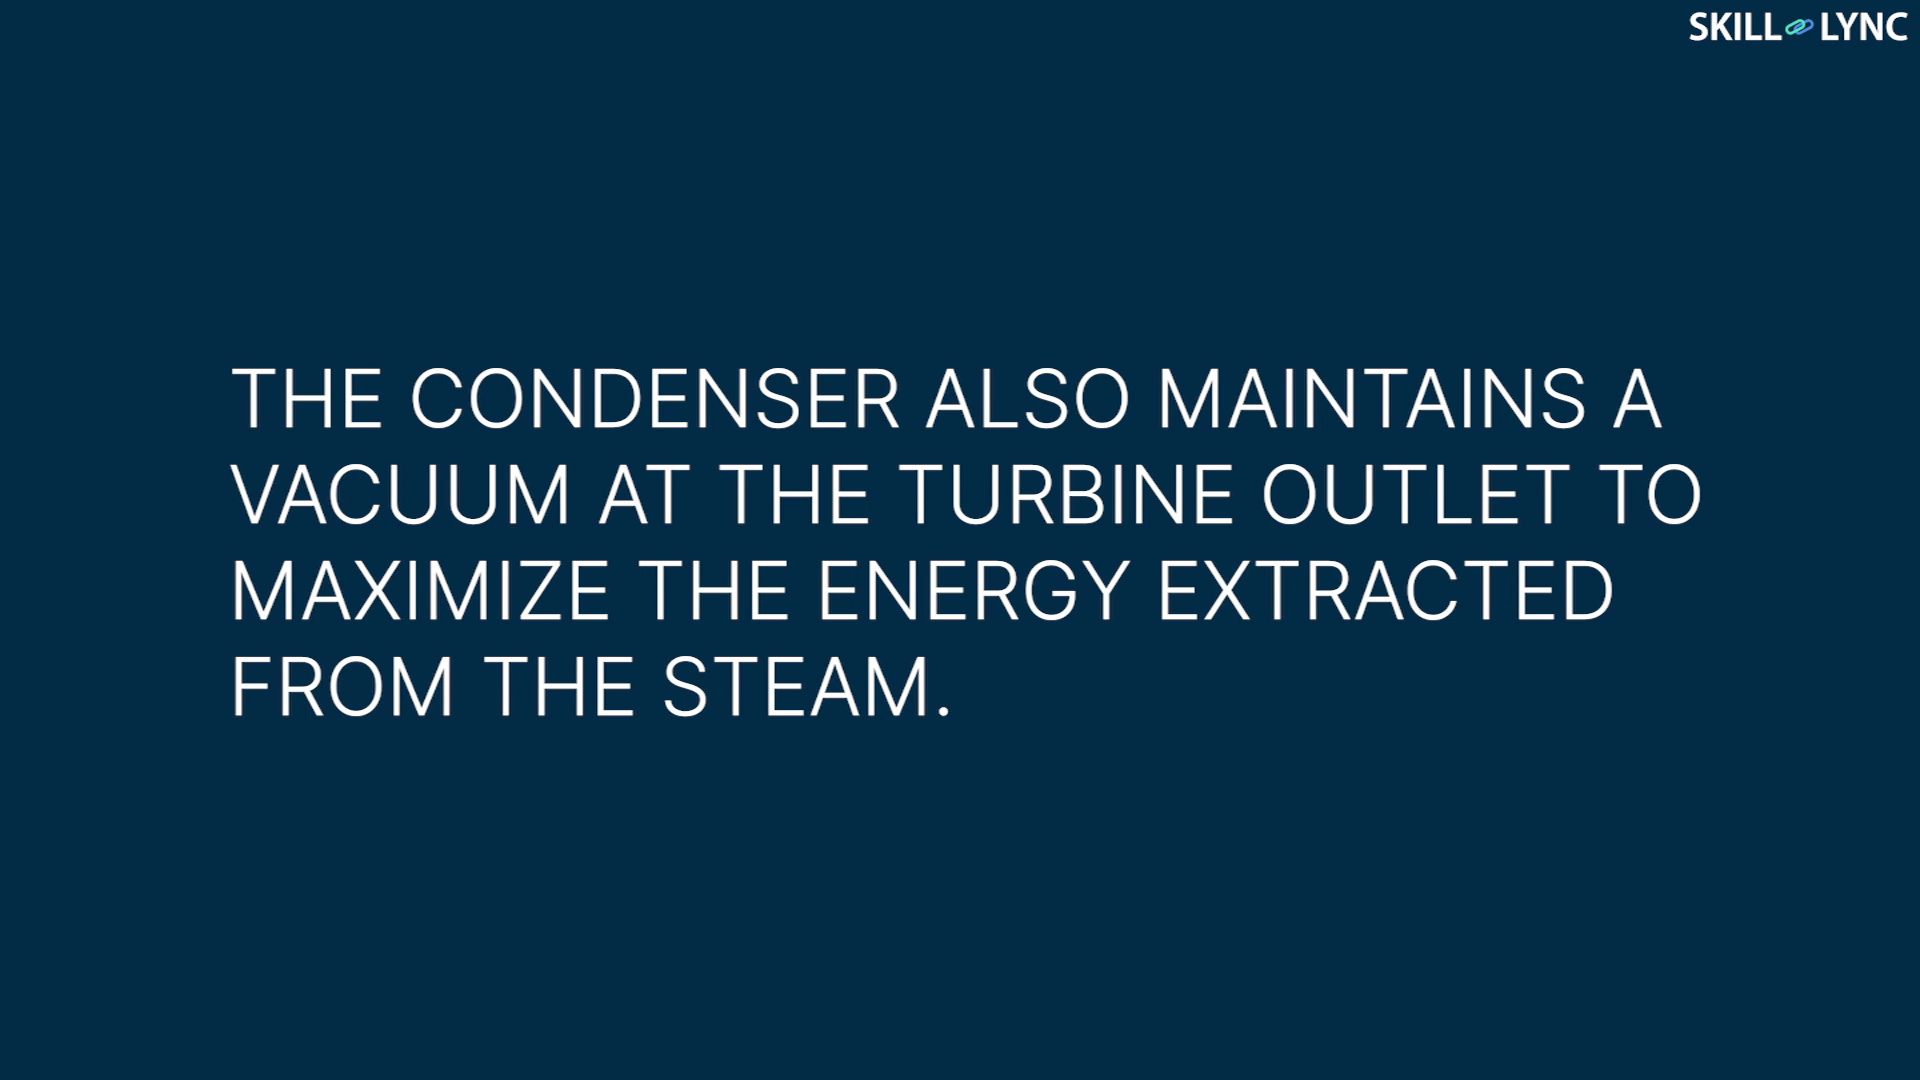 SKILL LYNC
THE CONDENSER ALSO MAINTAINS A
VACUUM AT THE TURBINE OUTLET TO
MAXIMIZE THE ENERGY EXTRACTED
FROM THE STEAM.